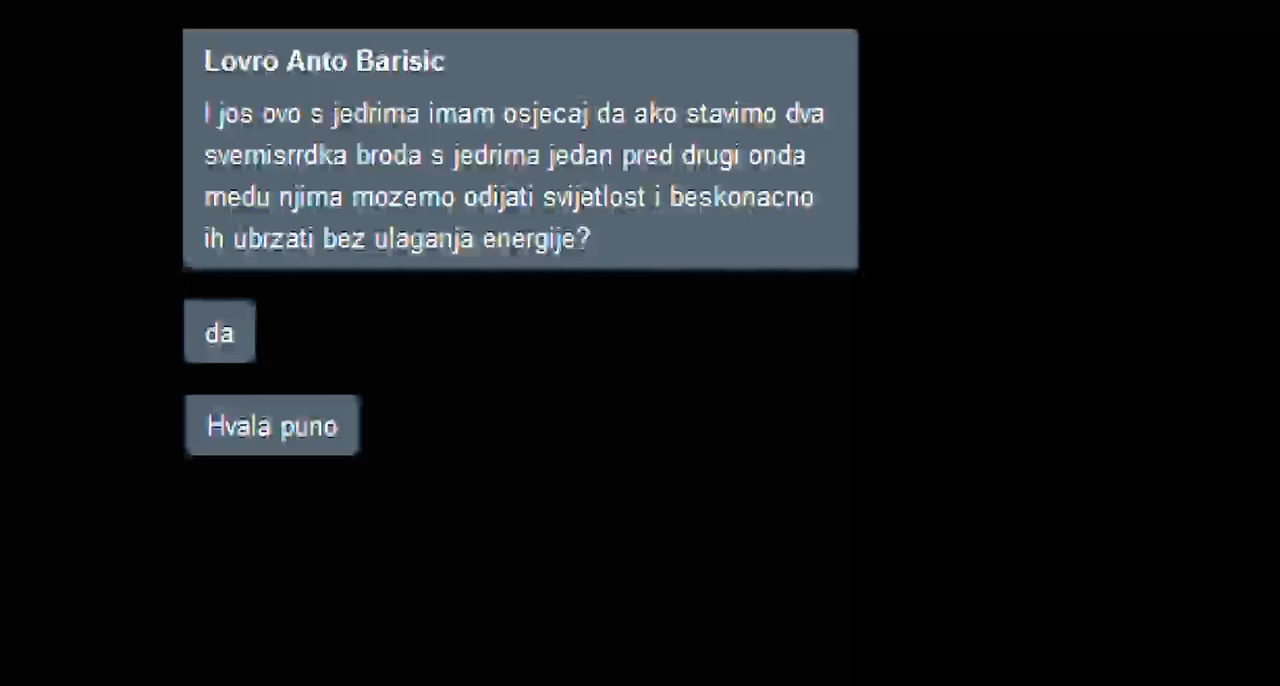 Lovro Anto Barisic
I jos ovo s jedrima imam osjecaj da ako stavimo dva
svemisrrdka broda s jedrima jedan pred drugi onda
medu njima mozemo odijati svijetlost i beskonacno
ih ubrzati bez ulaganja energije?
da
Hvala puno